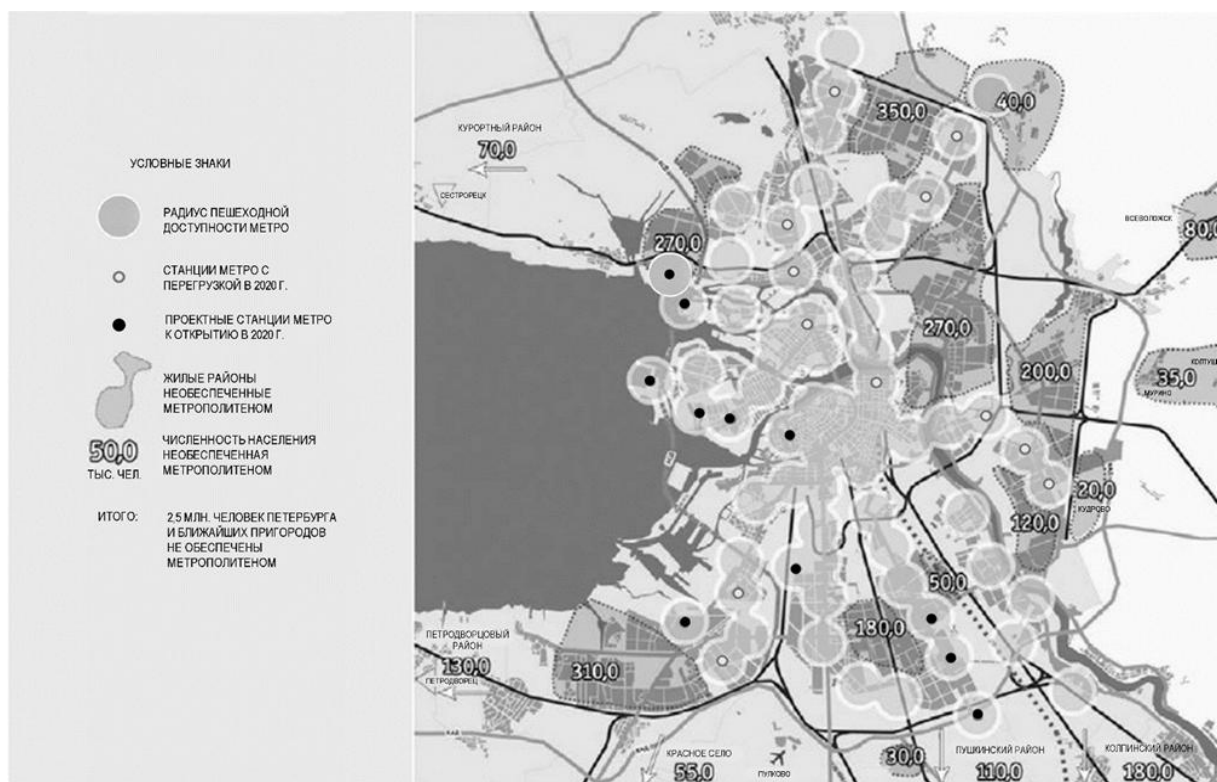 УСЛОВНЫЕ ЗНАКИ
РАДИУС ПЕШЕХОДНОЙ
ДОСТУПНОСТИ МЕТРО
СТАНЦИИ МЕТРО С
ПЕРЕГРУЗКОЙ В 2020 Г.
ПРОЕКТНЫЕ СТАНЦИИ МЕТРО
К ОТКРЫТИЮ В 2020 Г.
ЖИЛЫЕ РАЙОНЫ
НЕОБЕСПЕЧЕННЫЕ
МЕТРОПОЛИТЕНОМ
50,0
ТЫС. ЧЕЛ.
ЧИСЛЕННОСТЬ НАСЕЛЕНИЯ
НЕОБЕСПЕЧЕННАЯ
МЕТРОПОЛИТЕНОМ
ИТОГО:
2,5 МЛН. ЧЕЛОВЕК ПЕТЕРБУРГА
И БЛИЖАЙШИХ ПРИГОРОДОВ
НЕ ОБЕСПЕЧЕНЫ
МЕТРОПОЛИТЕНОМ
350,0
40,0
КУРОРТНЫЙ РАЙОН
70,0
СЕСТРОРЕЦК
ВСЕВОЛОЖСК
80,0
270,0
270,0
200,0
КОЛТУШИ
35,0
МУРИНО
20,0
КУДРОВО
120,0
50,0
180,0
ПЕТРОДВОРЦОВЫЙ
РАЙОН
130,0
ПЕТРОДВОРЕЦ
310,0
КАД
КАД
КРАСНОЕ СЕЛО
55,0
ПУЛКОВО
30,0
ПУШКИНСКИЙ РАЙОН
110,0
КОЛПИНСКИЙ РАЙОН
180,0